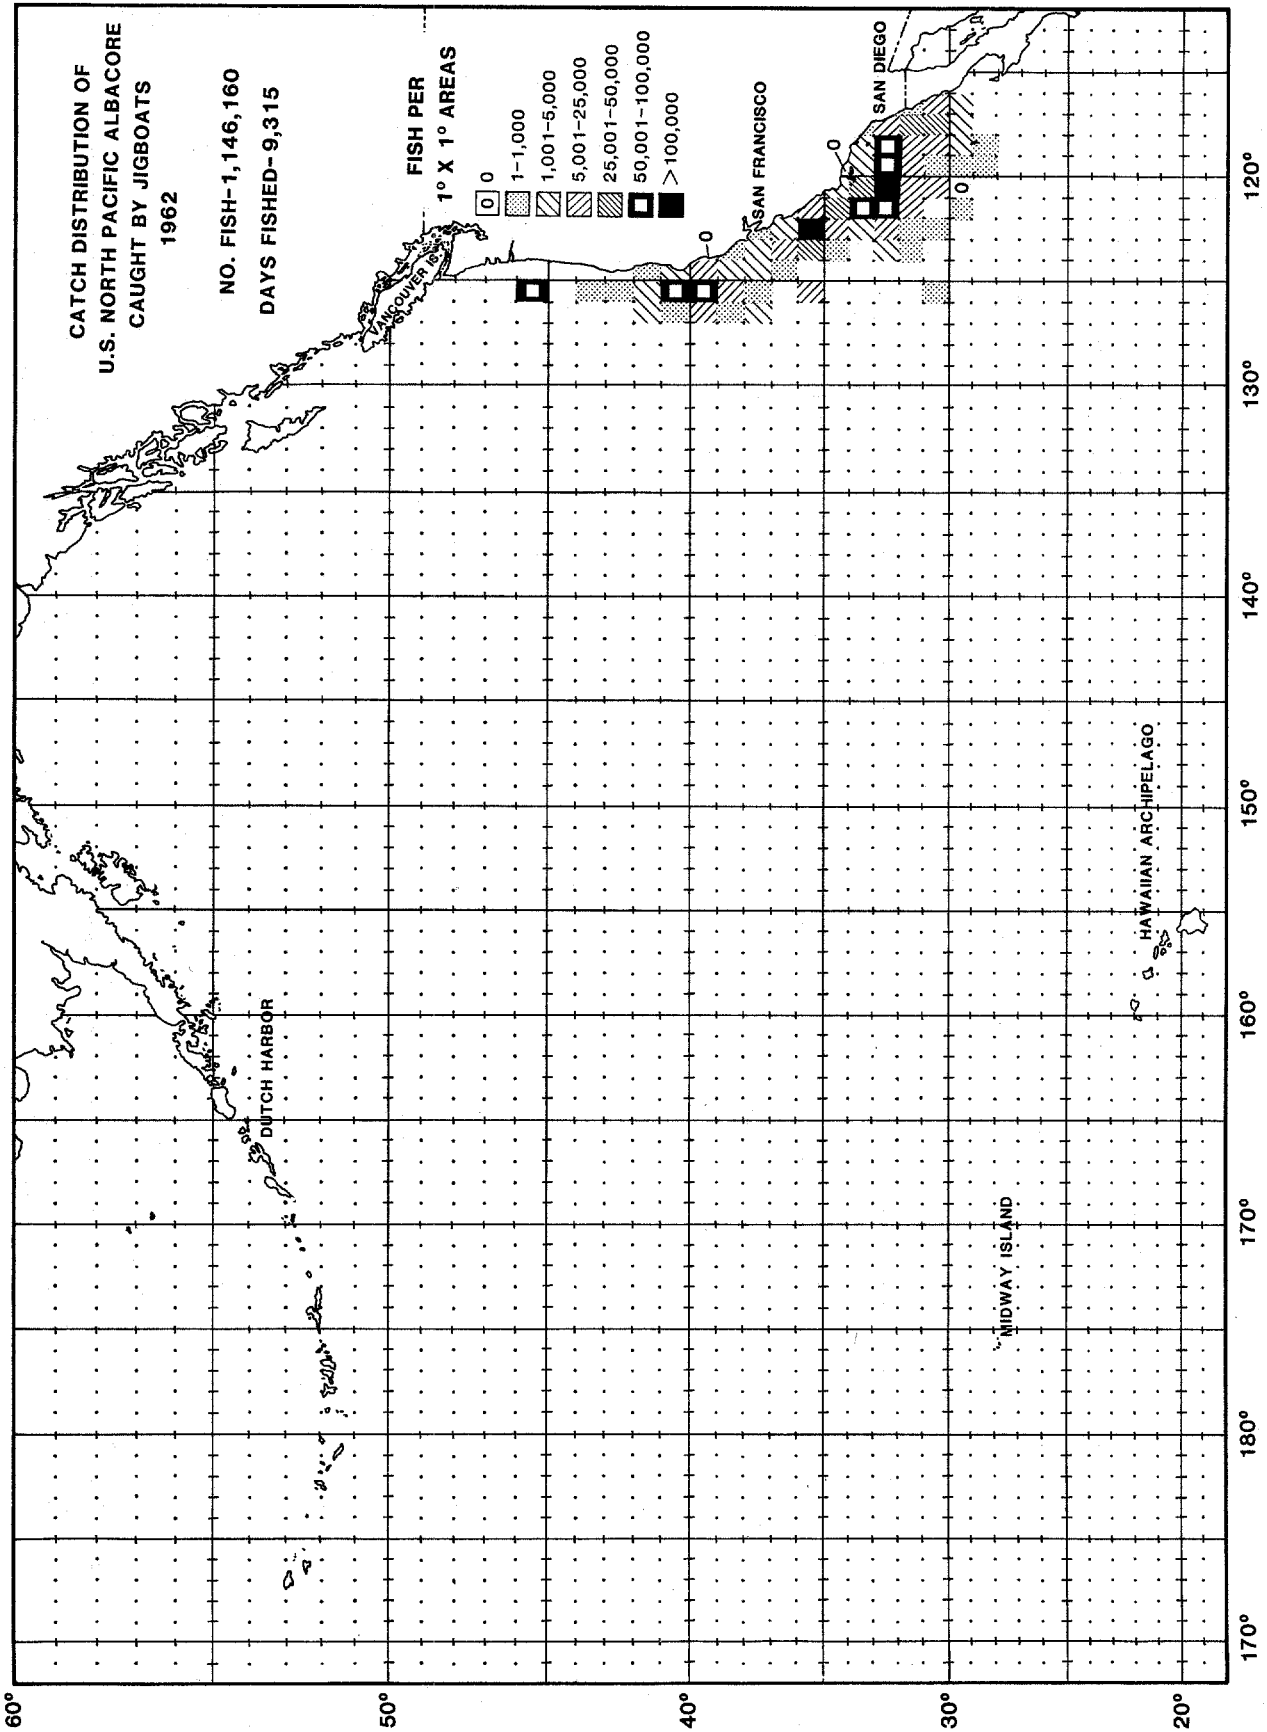 CATCH DISTRIBUTION OF
U.S. NORTH PACIFIC ALBACORE
CAUGHT BY JIGBOATS
1962
NO. FISH-1,146,160
DAYS FISHED-9,315
FISH PER
1° X 1° AREAS
0 0
1-1,000
1,001-5,000
5,001-25,000
25,001-50,000
50,001-100,000
>100,000
VANCOUVER IS.
SAN FRANCISCO
SAN DIEGO
0
0
0
DUTCH HARBOR
MIDWAY ISLAND
HAWAIIAN ARCHIPELAGO
60°
50°
40°
30°
20°
170°
180°
170°
160°
150°
140°
130°
120°